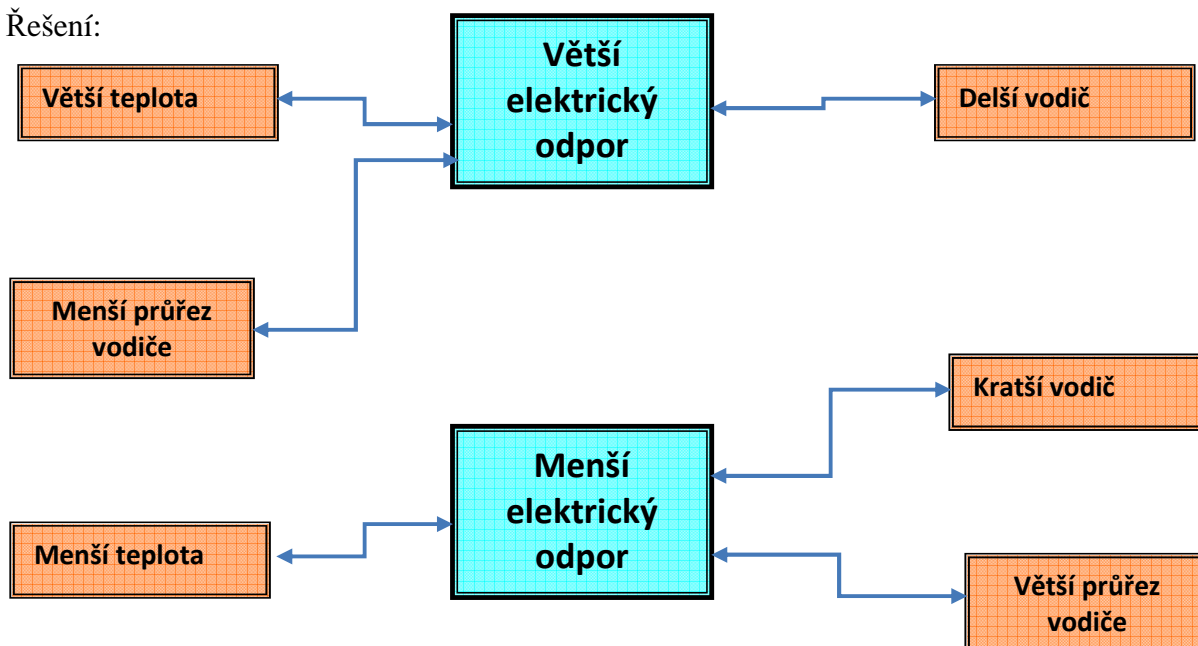 Řešení:
Větší
elektrický
odpor
Větší teplota
Delší vodič
Menší průřez
vodiče
Kratší vodič
Menší
elektrický
odpor
Menší teplota
Větší průřez
vodiče